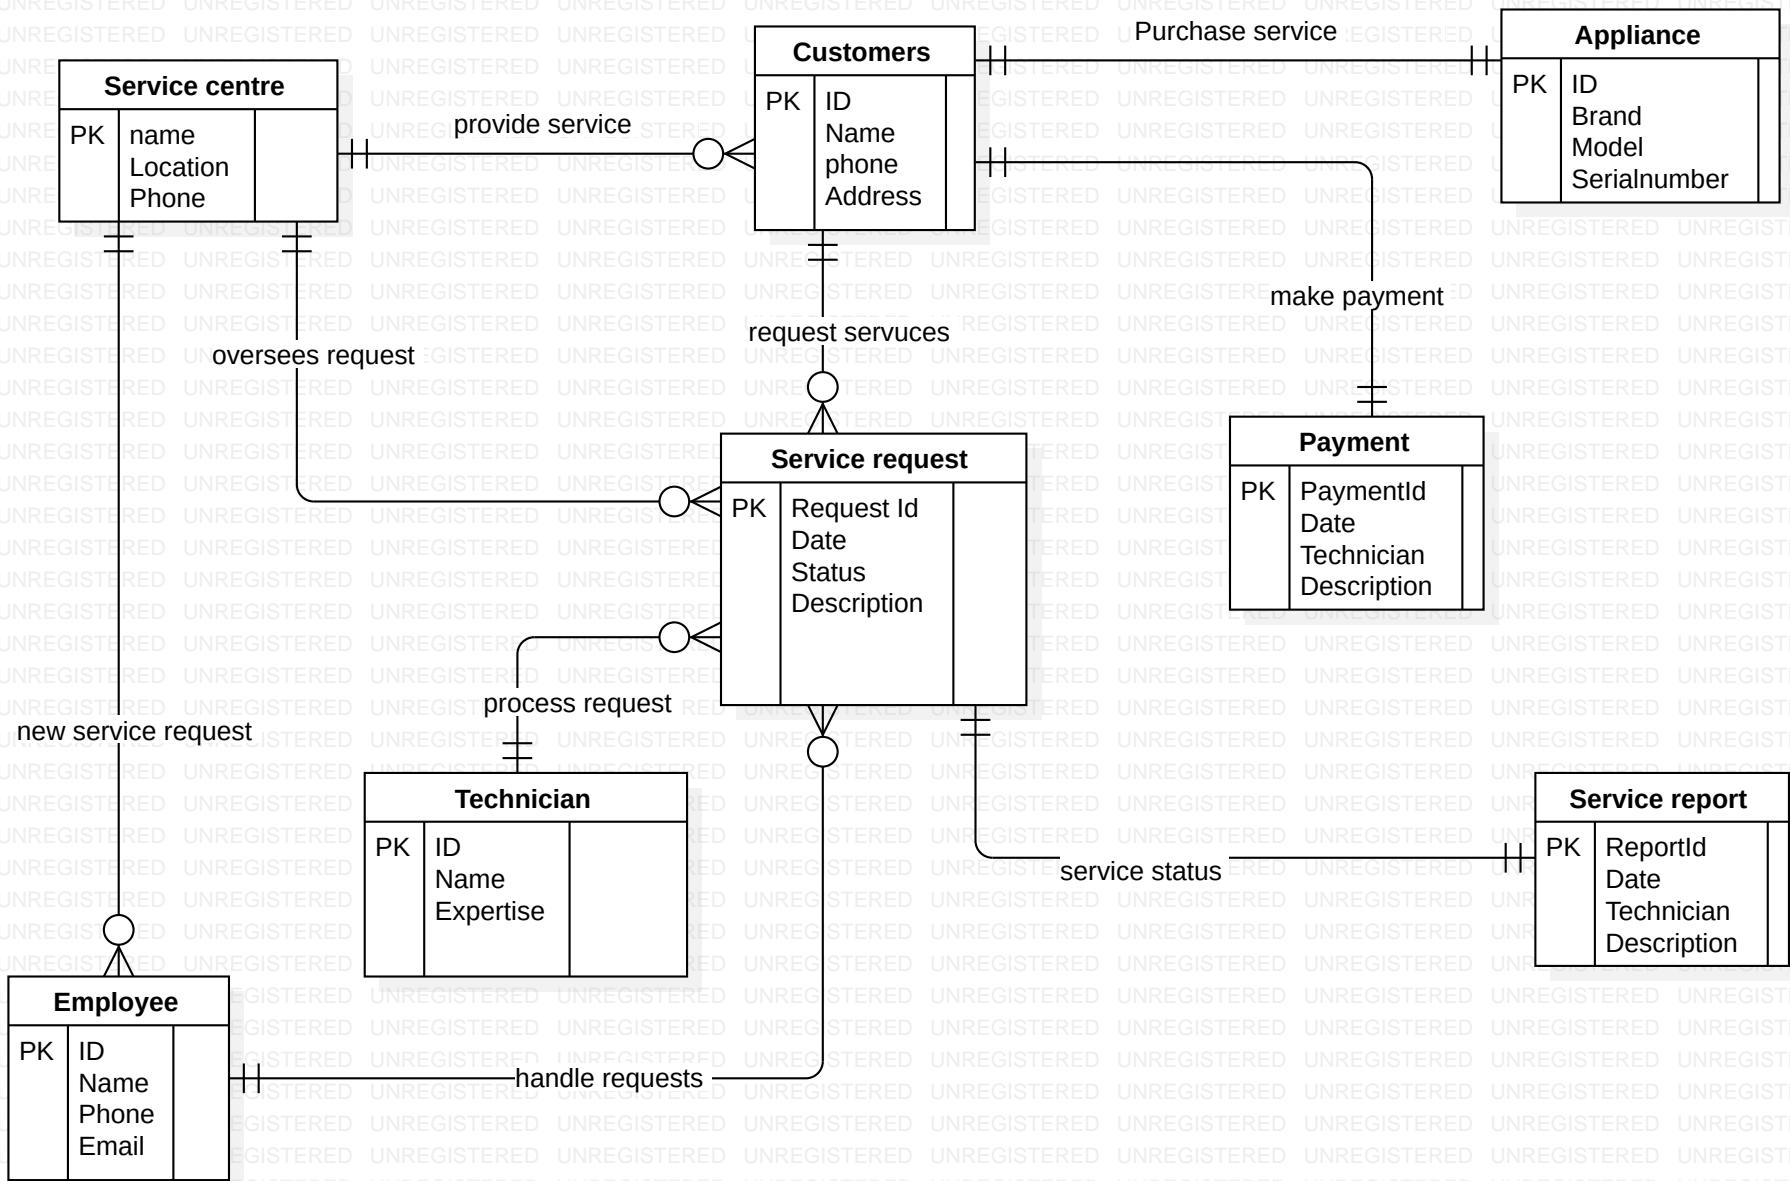 Service centre
PK name
Location
Phone
provide service
Customers
PK ID
Name
phone
Address
Purchase service
Appliance
PK ID
Brand
Model
Serialnumber
make payment
oversees request
request servuces
Service request
PK Request Id
Date
Status
Description
Payment
PK PaymentId
Date
Technician
Description
process request
new service request
Technician
PK ID
Name
Expertise
service status
Service report
PK ReportId
Date
Technician
Description
Employee
PK ID
Name
Phone
Email
handle requests
UNREGISTERED